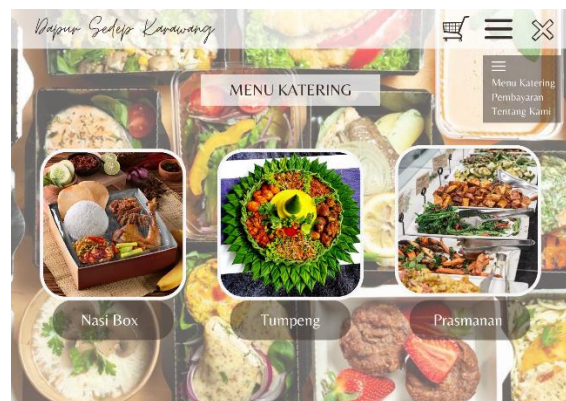 Dapur Sedep Karawang
Menu Katering
Pembayaran
Tentang Kami
MENU KATERING
Nasi Box
Tumpeng
Prasmanan